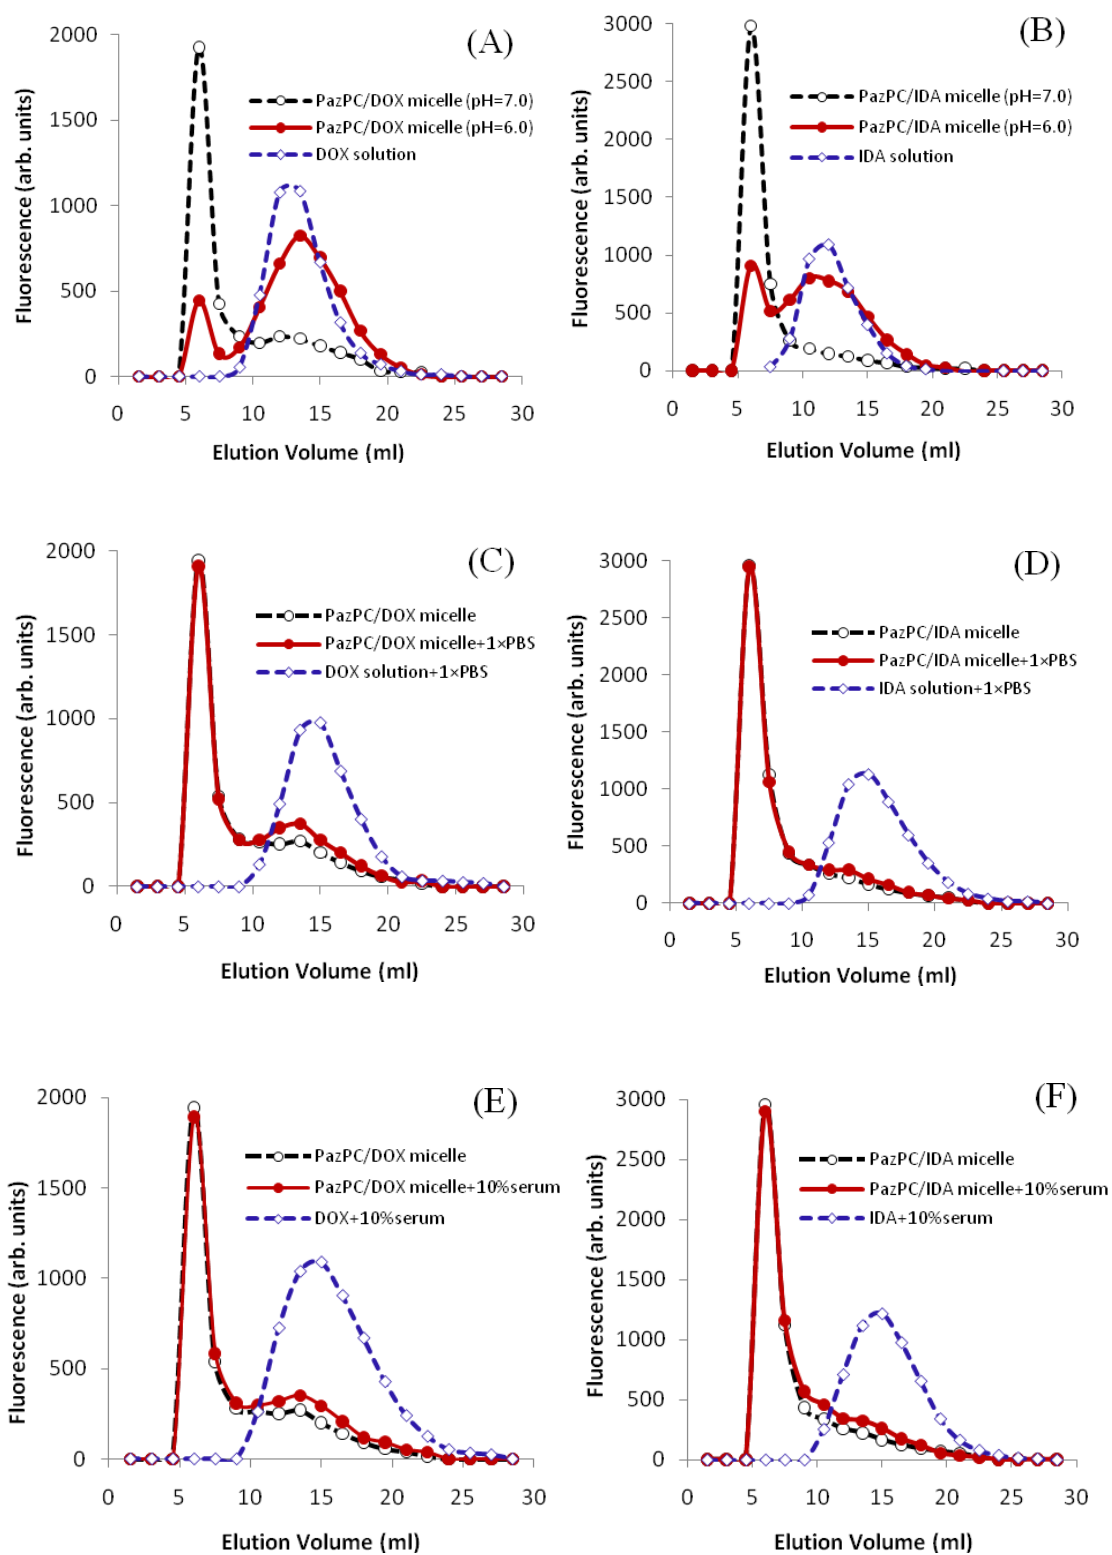 (A)
2000
1500
1000
500
0
Fluorescence (arb. units)
PazPC/DOX micelle (pH=7.0)
PazPC/DOX micelle (pH=6.0)
DOX solution
0 5 10 15 20 25 30
Elution Volume (ml)
(B)
3000
2500
2000
1500
1000
500
0
Fluorescence (arb. units)
PazPC/IDA micelle (pH=7.0)
PazPC/IDA micelle (pH=6.0)
IDA solution
0 5 10 15 20 25 30
Elution Volume (ml)
(C)
2000
1500
1000
500
0
Fluorescence (arb. units)
PazPC/DOX micelle
PazPC/DOX micelle+1×PBS
DOX solution+1×PBS
0 5 10 15 20 25 30
Elution Volume (ml)
(D)
3000
2500
2000
1500
1000
500
0
Fluorescence (arb. units)
PazPC/IDA micelle
PazPC/IDA micelle+1×PBS
IDA solution+1×PBS
0 5 10 15 20 25 30
Elution Volume (ml)
(E)
2000
1500
1000
500
0
Fluorescence (arb. units)
PazPC/DOX micelle
PazPC/DOX micelle+10%serum
DOX+10%serum
0 5 10 15 20 25 30
Elution Volume (ml)
(F)
3000
2500
2000
1500
1000
500
0
Fluorescence (arb. units)
PazPC/IDA micelle
PazPC/IDA micelle+10%serum
IDA+10%serum
0 5 10 15 20 25 30
Elution Volume (ml)